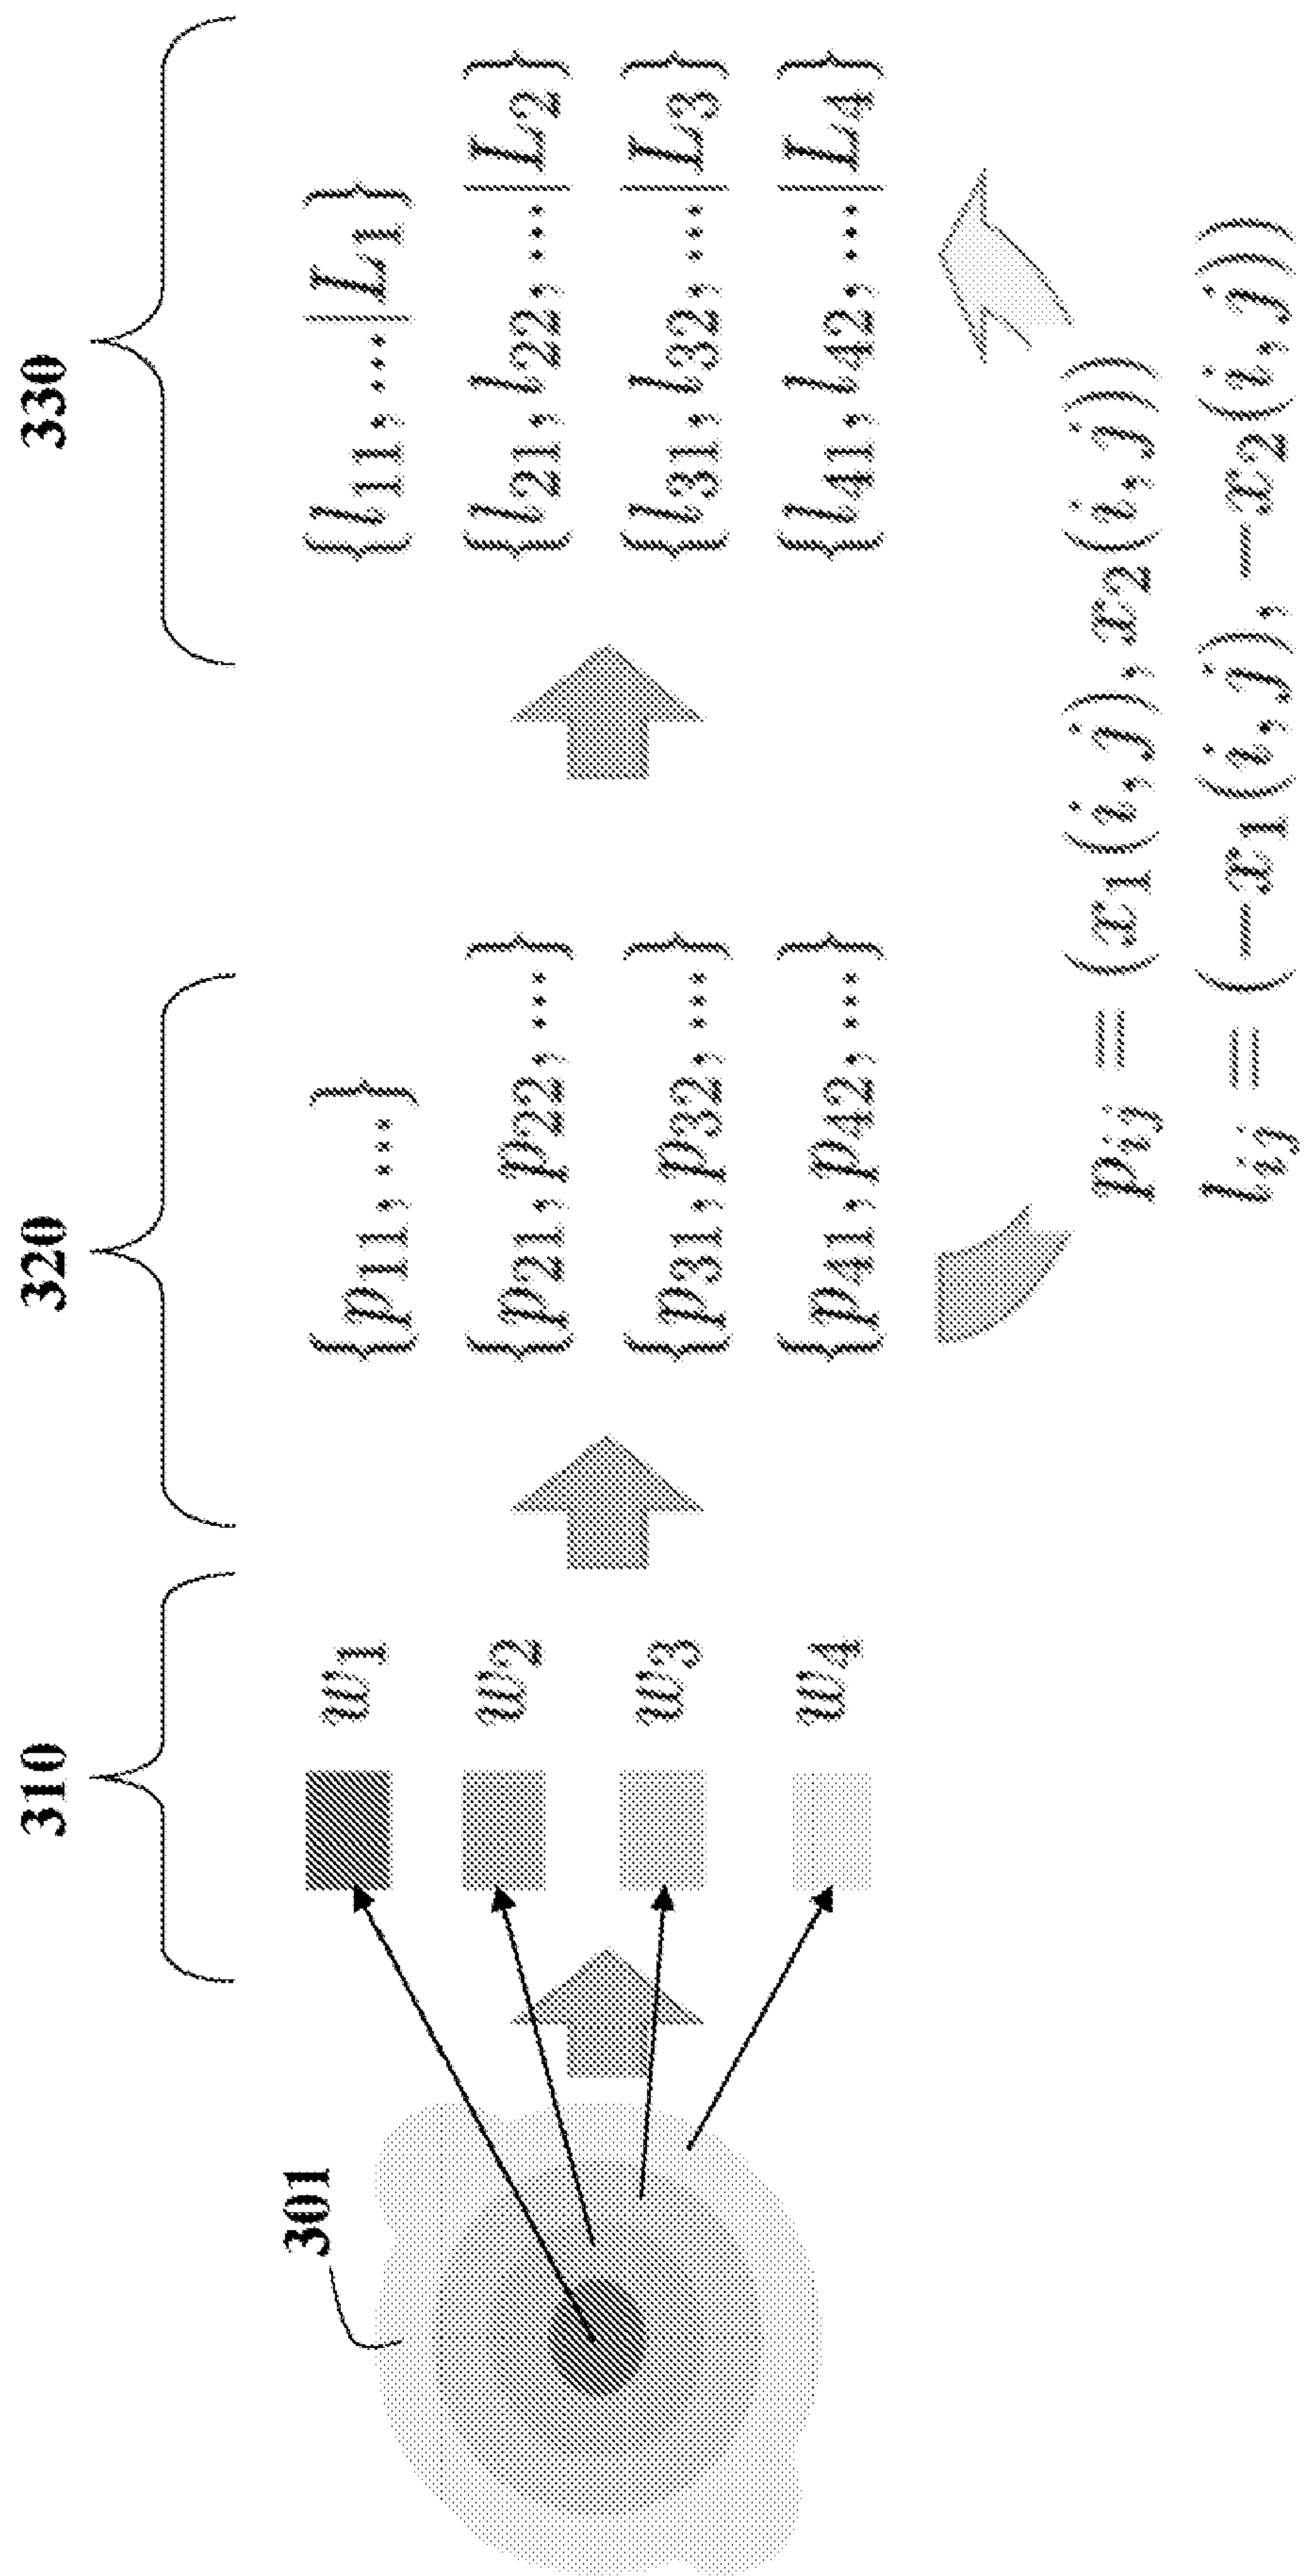 310 320 330
301
w₁ {p₁₁, ⋯} {l₁₁, ⋯ | L₁}
w₂ {p₂₁, p₂₂, ⋯} {l₂₁, l₂₂, ⋯ | L₂}
w₃ {p₃₁, p₃₂, ⋯} {l₃₁, l₃₂, ⋯ | L₃}
w₄ {p₄₁, p₄₂, ⋯} {l₄₁, l₄₂, ⋯ | L₄}
pᵢⱼ = (x₁(i, j), x₂(i, j))
lᵢⱼ = (−x₁(i, j), −x₂(i, j))